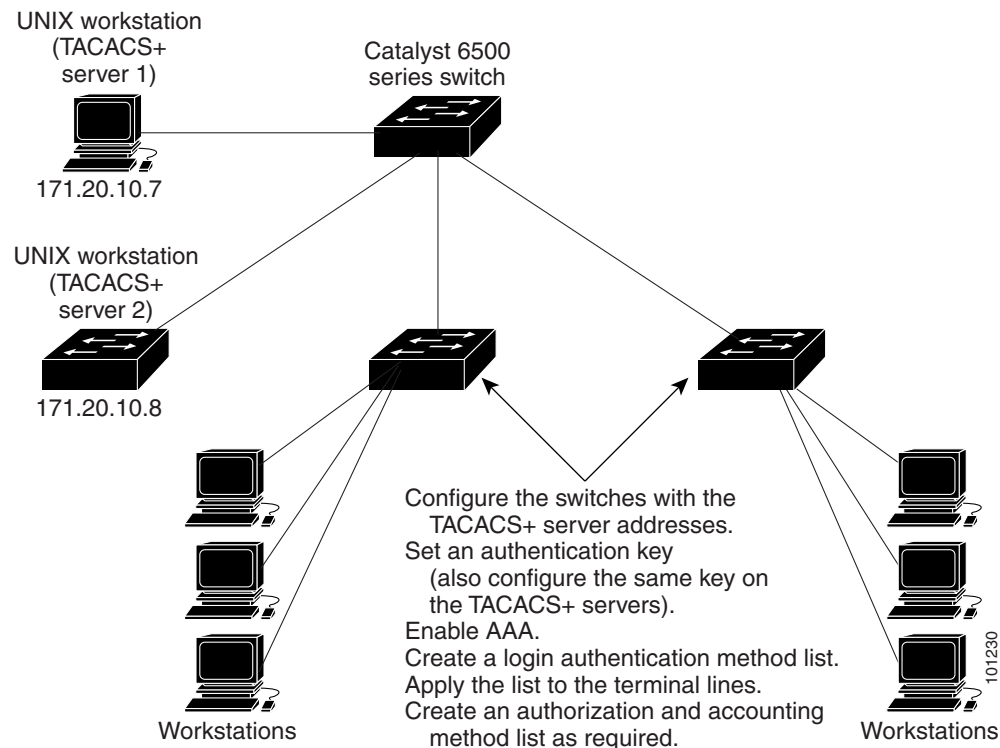 UNIX workstation
(TACACS+
server 1)
Catalyst 6500
series switch
171.20.10.7
UNIX workstation
(TACACS+
server 2)
171.20.10.8
Configure the switches with the
TACACS+ server addresses.
Set an authentication key
(also configure the same key on
the TACACS+ servers).
Enable AAA.
Create a login authentication method list.
Apply the list to the terminal lines.
Create an authorization and accounting
method list as required.
Workstations
Workstations
101230